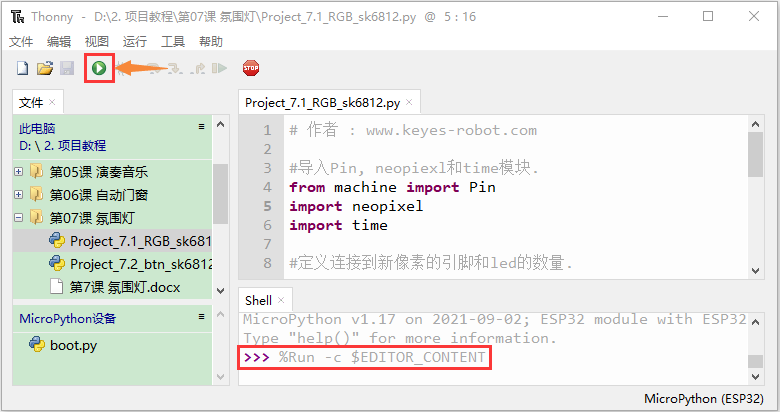 Thonny - D:\2. 项目教程\第07课 氛围灯\Project_7.1_RGB_sk6812.py @ 5 : 16
文件 编辑 视图 运行 工具 帮助
STOP
文件
此电脑
D: \ 2. 项目教程
第05课 演奏音乐
第06课 自动门窗
第07课 氛围灯
Project_7.1_RGB_sk681
Project_7.2_btn_sk6812
第7课 氛围灯.docx
MicroPython设备
boot.py
Project_7.1_RGB_sk6812.py
1 # 作者 : www.keyes-robot.com
2
3 #导入Pin, neopiexl和time模块.
4 from machine import Pin
5 import neopixel
6 import time
7
8 #定义连接到新像素的引脚和led的数量.
Shell
MicroPython v1.17 on 2021-09-02; ESP32 module with ESP32
Type "help()" for more information.
>>> %Run -c $EDITOR_CONTENT
MicroPython (ESP32)